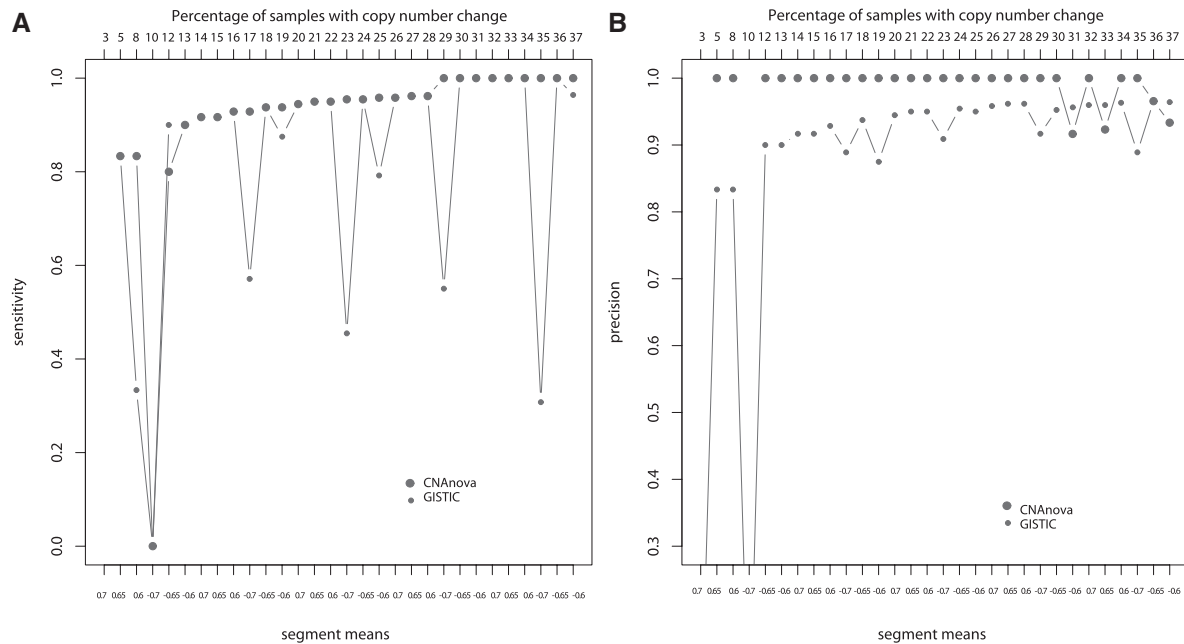 A
Percentage of samples with copy number change
3 5 8 10 12 13 14 15 16 17 18 19 20 21 22 23 24 25 26 27 28 29 30 31 32 33 34 35 36 37
1.0
0.8
0.6
0.4
0.2
0.0
sensitivity
CNAnova
GISTIC
0.7 0.65 0.6 -0.7 -0.65 -0.6 0.7 0.65 0.6 -0.7 -0.65 -0.6 0.7 0.65 0.6 -0.7 -0.65 -0.6 0.7 0.65 0.6 -0.7 -0.65 -0.6 0.7 0.65 0.6 -0.7 -0.65 -0.6
segment means
B
Percentage of samples with copy number change
3 5 8 10 12 13 14 15 16 17 18 19 20 21 22 23 24 25 26 27 28 29 30 31 32 33 34 35 36 37
1.0
0.9
0.8
0.7
0.6
0.5
0.4
0.3
precision
CNAnova
GISTIC
0.7 0.65 0.6 -0.7 -0.65 -0.6 0.7 0.65 0.6 -0.7 -0.65 -0.6 0.7 0.65 0.6 -0.7 -0.65 -0.6 0.7 0.65 0.6 -0.7 -0.65 -0.6 0.7 0.65 0.6 -0.7 -0.65 -0.6
segment means